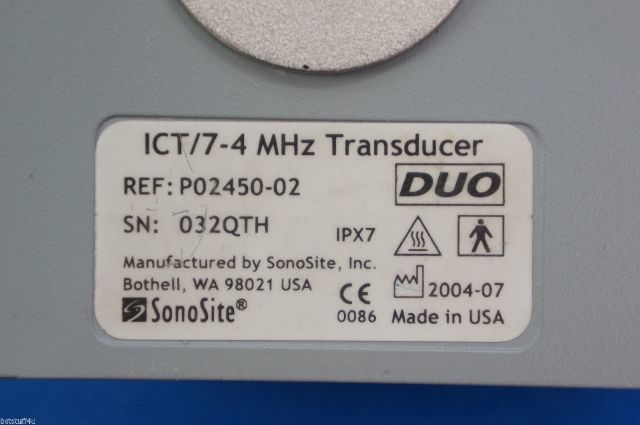 ICT/7-4 MHz Transducer
REF: P02450-02
DUO
SN: 032QTH
IPX7
Manufactured by SonoSite, Inc.
Bothell, WA 98021 USA
CE
2004-07
SonoSite®
0086
Made in USA
botstuff4u